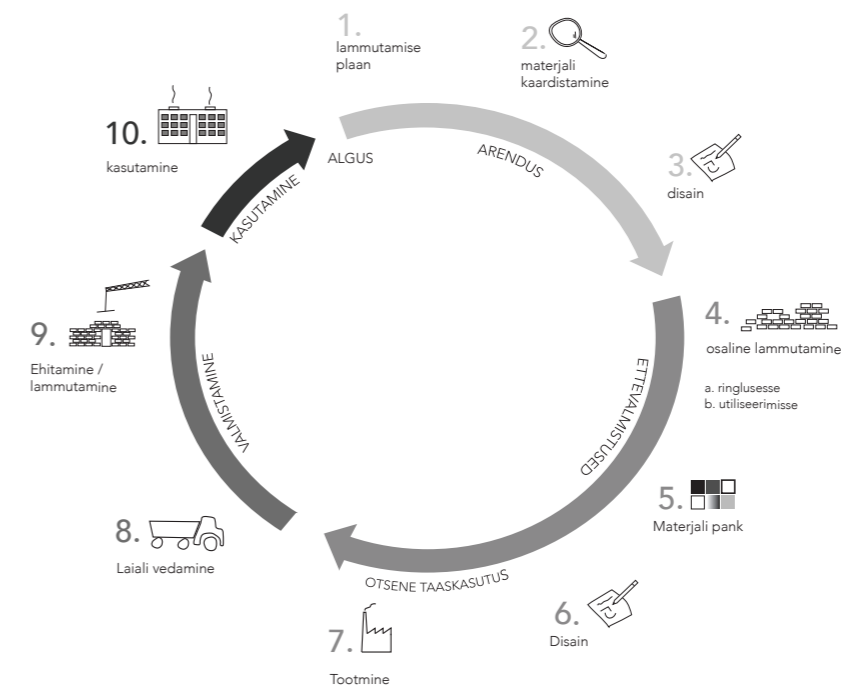 1.
lammutamise
plaan
2.
materjali
kaardistamine
3.
disain
4.
osaline lammutamine
a. ringlusesse
b. utiliseerimisse
5.
Materjali pank
6.
Disain
7.
Tootmine
8.
Laiali vedamine
9.
Ehitamine /
lammutamine
10.
kasutamine
ALGUS
ARENDUS
ETTEVALMISTUSED
OTSENE TAASKASUTUS
VALMISTAMINE
KASUTAMINE